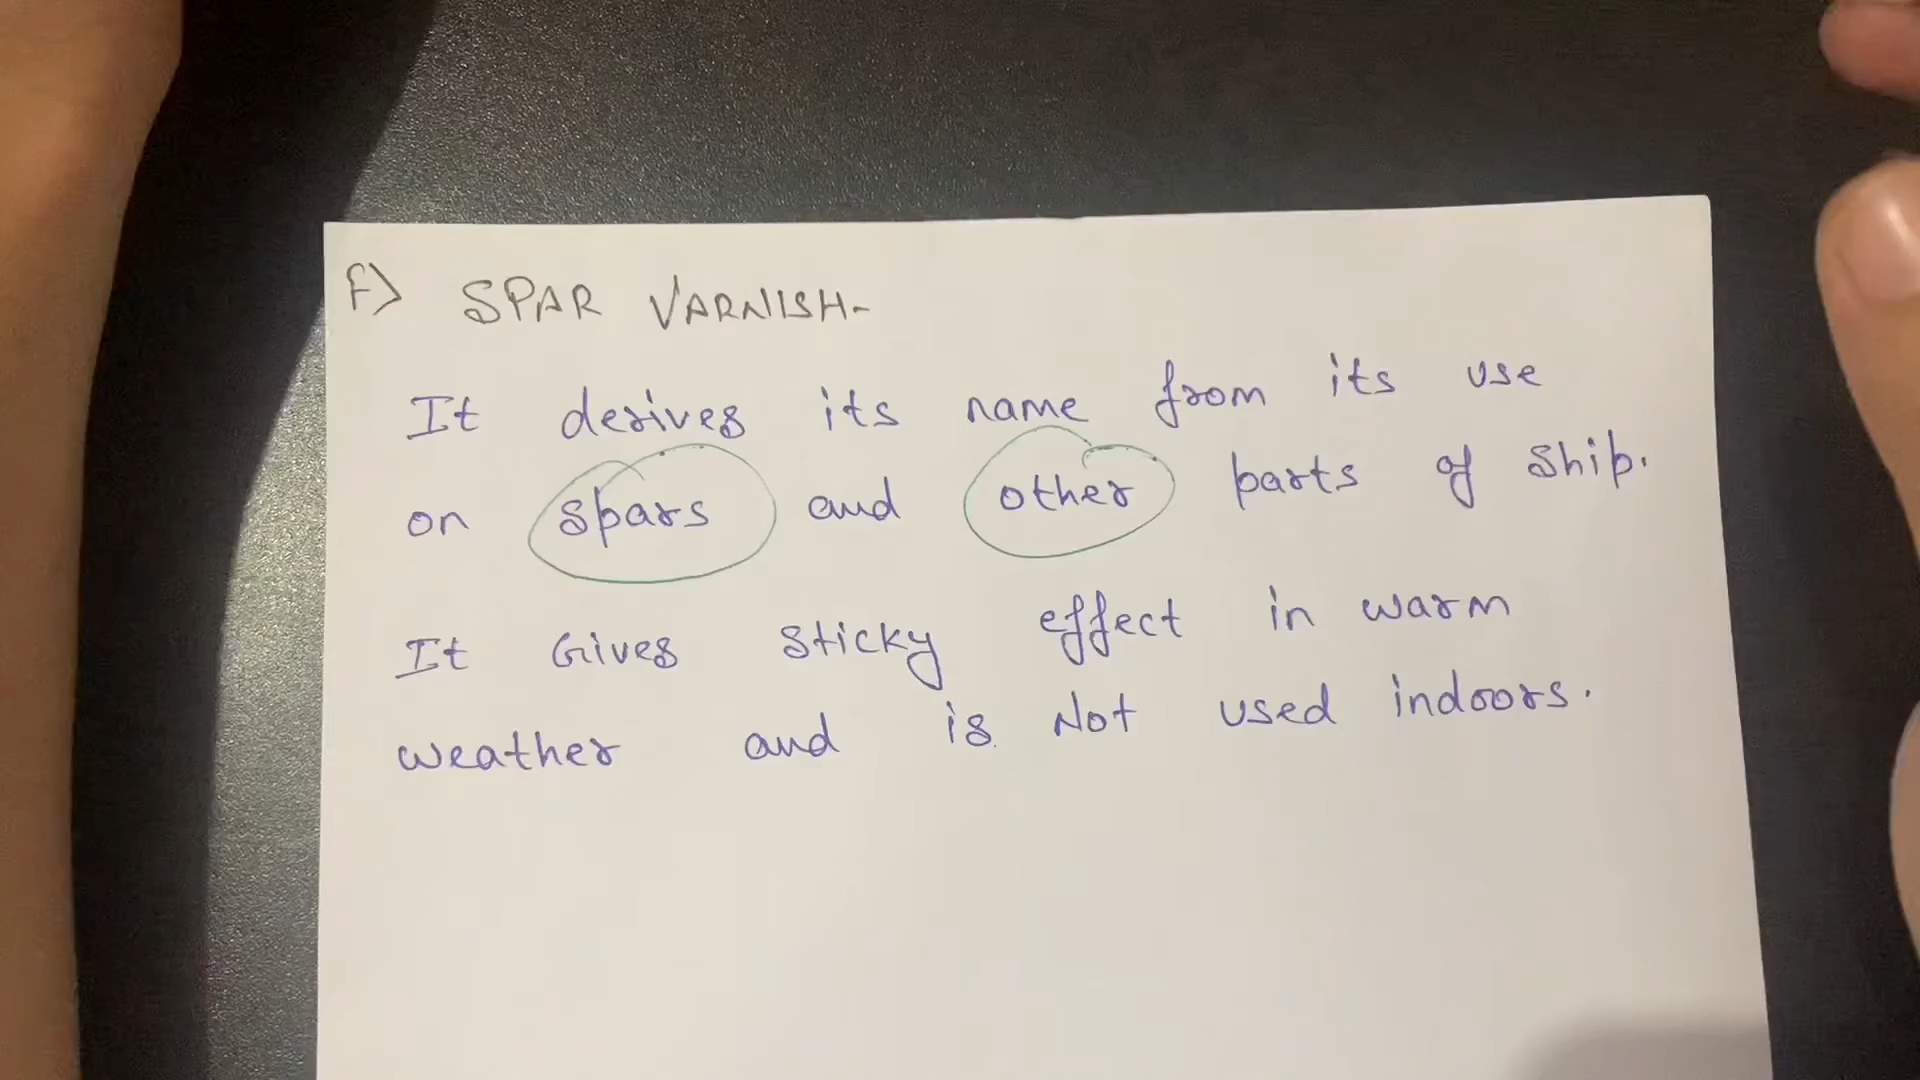 F) SPAR VARNISH-
It derives its name from its use
on spars and other parts of ship.
It Gives sticky effect in warm
weather and is Not used indoors.